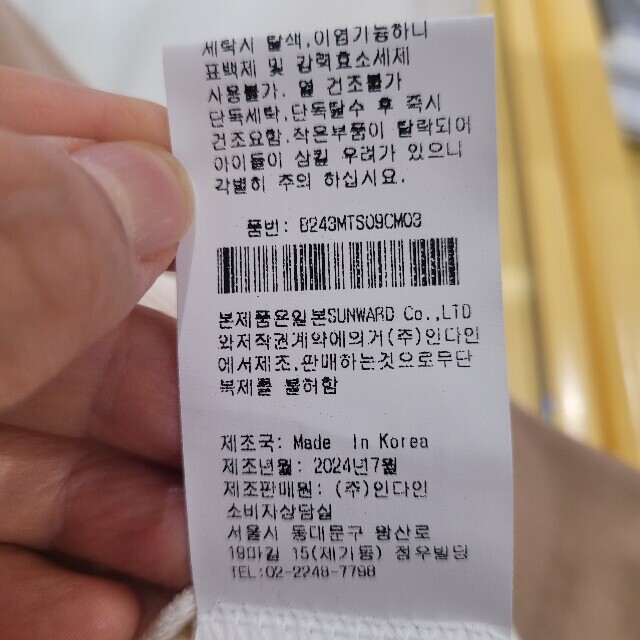 세탁시 탈색,이염기능하니
표백제 및 강력효소세제
사용불가. 열 건조불가
단독세탁,단독탈수 후 즉시
건조요함.작은부품이 탈락되어
아이들이 삼킬 우려가 있으니
각별히 주의 하십시요.
품번: B243MTS09CM03
본제품은일본SUNWARD Co.,LTD
와저작권계약에의거(주)인다인
에서제조,판매하는것으로무단
복제를 불허함
제조국: Made In Korea
제조년월: 2024년7월
제조판매원: (주)인다인
소비자상담실
서울시 동대문구 왕산로
19마길 15(제기동) 청우빌딩
TEL:02-2248-7798